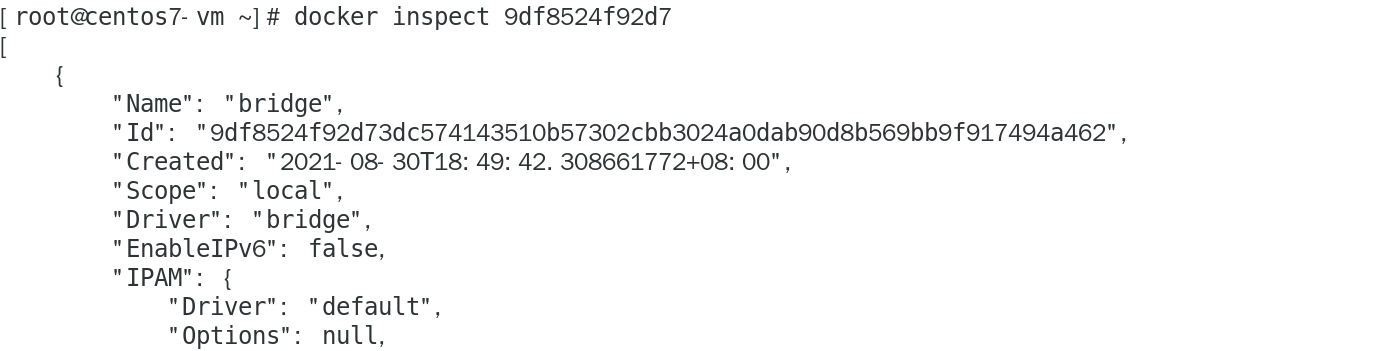 [root@centos7-vm ~]# docker inspect 9df8524f92d7
[
    {
        "Name": "bridge",
        "Id": "9df8524f92d73dc574143510b57302cbb3024a0dab90d8b569bb9f917494a462",
        "Created": "2021-08-30T18:49:42.308661772+08:00",
        "Scope": "local",
        "Driver": "bridge",
        "EnableIPv6": false,
        "IPAM": {
            "Driver": "default",
            "Options": null,